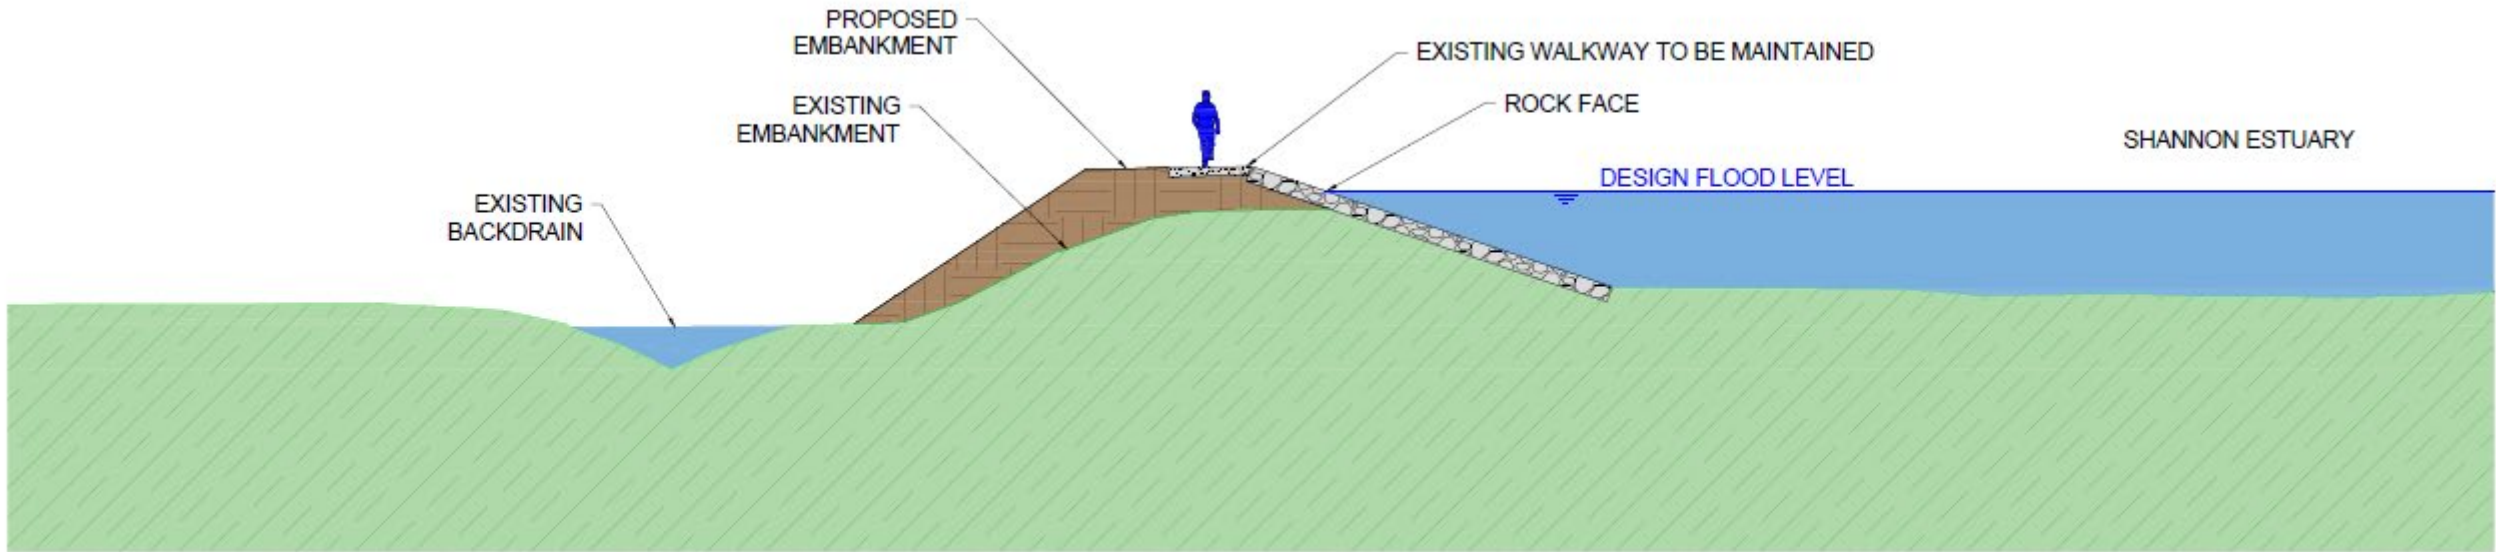 PROPOSED
EMBANKMENT
EXISTING WALKWAY TO BE MAINTAINED
EXISTING
EMBANKMENT
ROCK FACE
SHANNON ESTUARY
DESIGN FLOOD LEVEL
EXISTING
BACKDRAIN